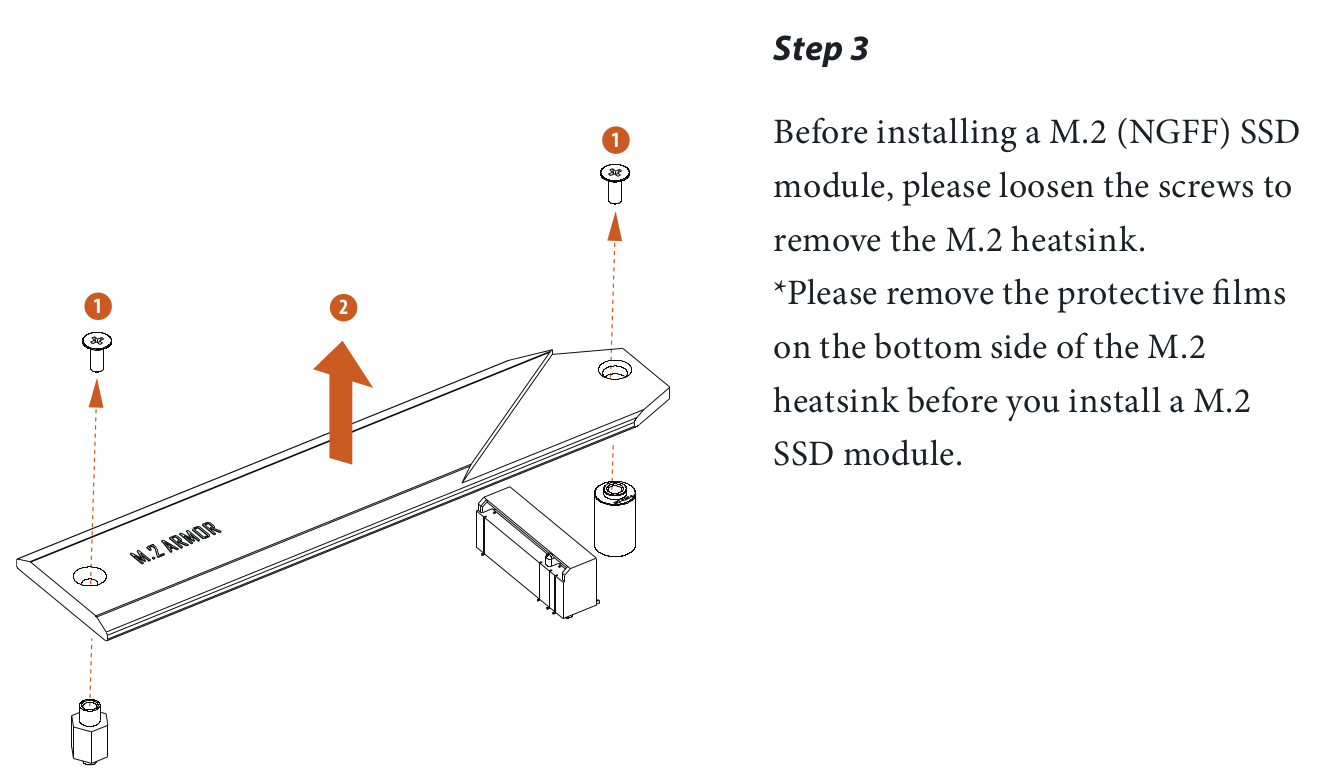 Step 3
Before installing a M.2 (NGFF) SSD
module, please loosen the screws to
remove the M.2 heatsink.
*Please remove the protective films
on the bottom side of the M.2
heatsink before you install a M.2
SSD module.
1
1
2
M.2 ARMOR